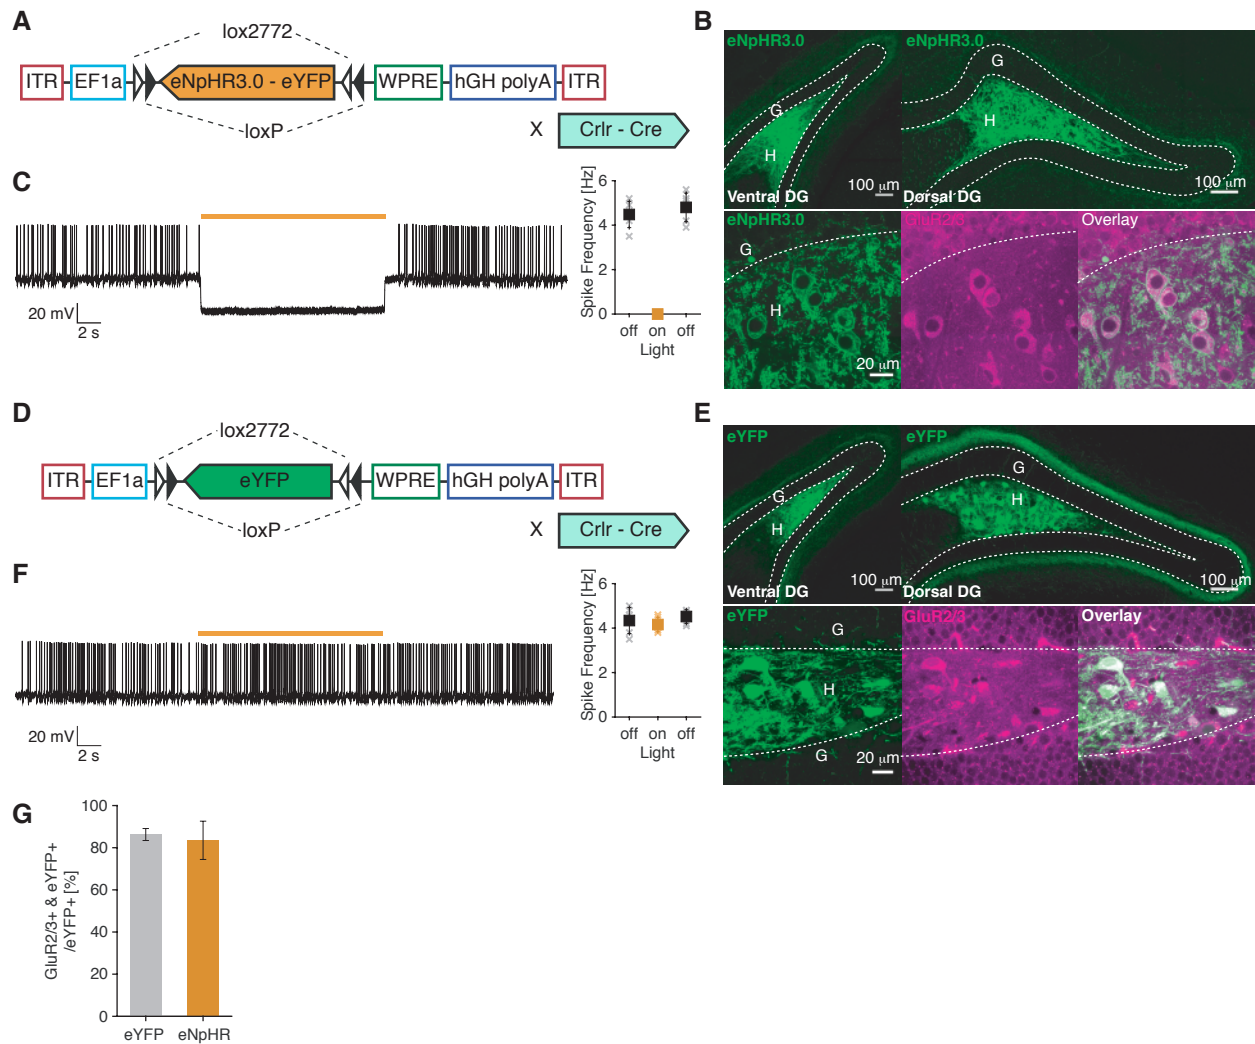 A
lox2772
ITR
EF1a
eNpHR3.0 - eYFP
WPRE
hGH polyA
ITR
loxP
X
Crlr - Cre
B
eNpHR3.0
eNpHR3.0
G
G
H
H
100 µm
100 µm
Ventral DG
Dorsal DG
eNpHR3.0
GluR2/3
Overlay
G
H
20 µm
C
20 mV
2 s
Spike Frequency [Hz]
6
4
2
0
off
on
off
Light
D
lox2772
ITR
EF1a
eYFP
WPRE
hGH polyA
ITR
loxP
X
Crlr - Cre
E
eYFP
eYFP
G
G
H
H
100 µm
100 µm
Ventral DG
Dorsal DG
eYFP
GluR2/3
Overlay
G
H
G
20 µm
F
20 mV
2 s
Spike Frequency [Hz]
6
4
2
0
off
on
off
Light
G
GluR2/3+ & eYFP+
/eYFP+ [%]
100
80
60
40
20
0
eYFP
eNpHR